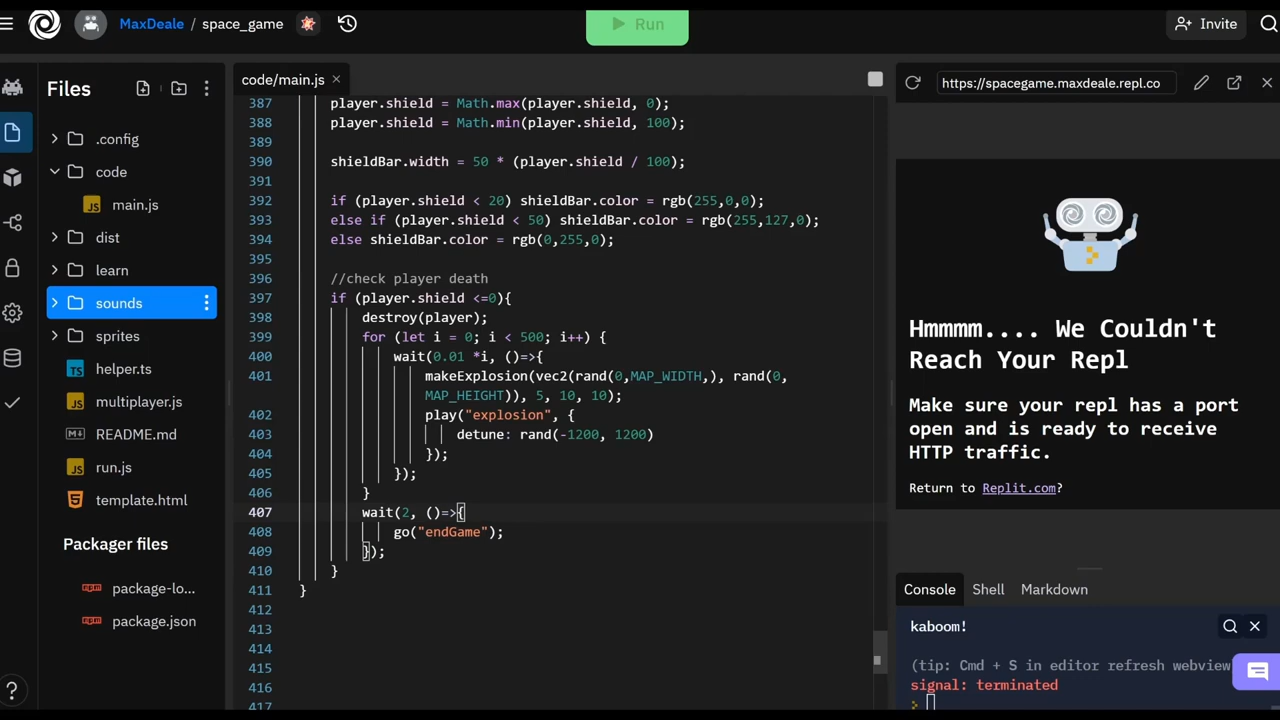 MaxDeale / space_game
Run
Invite
Files
.config
code
main.js
dist
learn
sounds
sprites
helper.ts
multiplayer.js
README.md
run.js
template.html
Packager files
package-lo...
package.json
code/main.js
387 player.shield = Math.max(player.shield, 0);
388 player.shield = Math.min(player.shield, 100);
389
390 shieldBar.width = 50 * (player.shield / 100);
391
392 if (player.shield < 20) shieldBar.color = rgb(255,0,0);
393 else if (player.shield < 50) shieldBar.color = rgb(255,127,0);
394 else shieldBar.color = rgb(0,255,0);
395
396 //check player death
397 if (player.shield <=0){
398 destroy(player);
399 for (let i = 0; i < 500; i++) {
400 wait(0.01 *i, ()=>{
401 makeExplosion(vec2(rand(0,MAP_WIDTH,), rand(0,
MAP_HEIGHT)), 5, 10, 10);
402 play("explosion", {
403 detune: rand(-1200, 1200)
404 });
405 });
406 }
407 wait(2, ()=>{
408 go("endGame");
409 });
410 }
411 }
412
413
414
415
416
417
https://spacegame.maxdeale.repl.co
Hmmmm.... We Couldn't
Reach Your Repl
Make sure your repl has a port
open and is ready to receive
HTTP traffic.
Return to Replit.com?
Console Shell Markdown
kaboom!
(tip: Cmd + S in editor refresh webview
signal: terminated